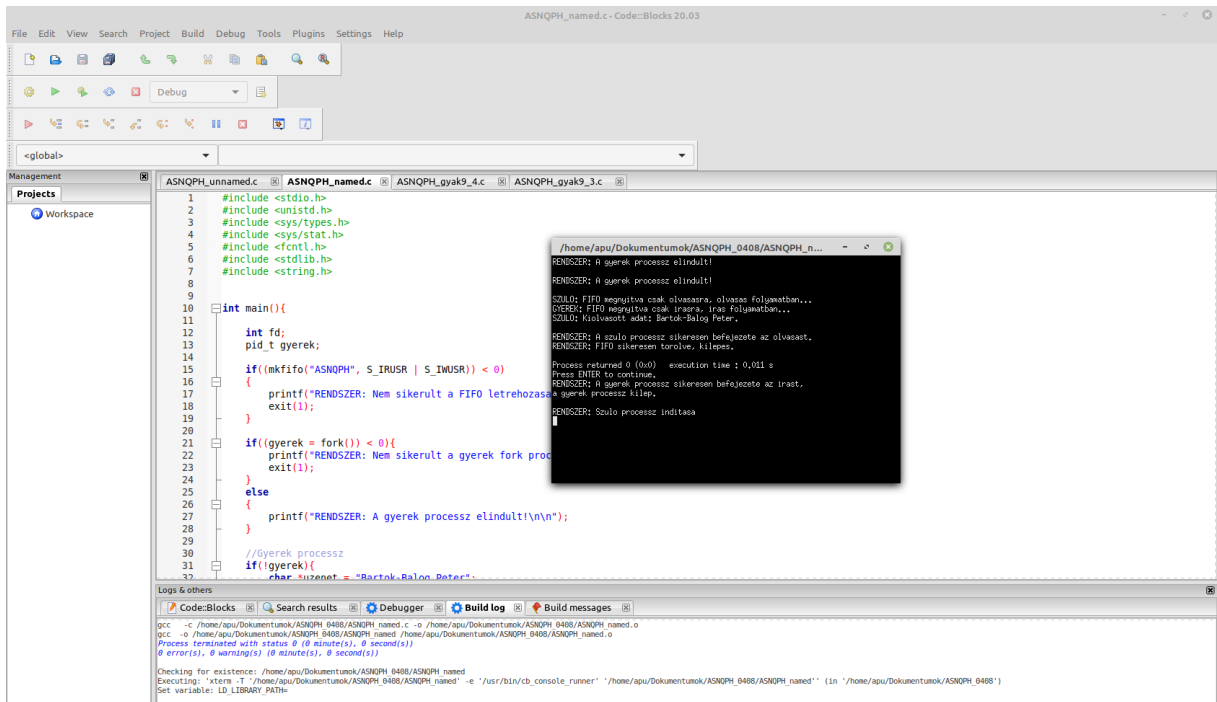 ASNQPH_named.c - Code::Blocks 20.03
File Edit View Search Project Build Debug Tools Plugins Settings Help
Debug
<global>
Management
Projects
Workspace
ASNQPH_unnamed.c ASNQPH_named.c ASNQPH_gyak9_4.c ASNQPH_gyak9_3.c
1 #include <stdio.h>
2 #include <unistd.h>
3 #include <sys/types.h>
4 #include <sys/stat.h>
5 #include <fcntl.h>
6 #include <stdlib.h>
7 #include <string.h>
8
9
10 int main(){
11
12 int fd;
13 pid_t gyerek;
14
15 if((mkfifo("ASNQPH", S_IRUSR | S_IWUSR)) < 0)
16 {
17 printf("RENDSZER: Nem sikerult a FIFO letrehozasa
18 exit(1);
19 }
20
21 if((gyerek = fork()) < 0){
22 printf("RENDSZER: Nem sikerult a gyerek fork proc
23 exit(1);
24 }
25 else
26 {
27 printf("RENDSZER: A gyerek processz elindult!\n\n");
28 }
29
30 //Gyerek processz
31 if(!gyerek){
32 char *uzenet = "Bartok-Balog Peter";
/home/apu/Dokumentumok/ASNQPH_0408/ASNQPH_n...
RENDSZER: A gyerek processz elindult!
RENDSZER: A gyerek processz elindult!
SZULO: FIFO megnyitva csak olvasasra, olvasas folyamatban...
GYEREK: FIFO megnyitva csak irasra, iras folyamatban...
SZULO: Kiolvasott adat: Bartok-Balog Peter.
RENDSZER: A szulo processz sikeresen befejezete az olvasast.
RENDSZER: FIFO sikeresen torolve, kilepes.
Process returned 0 (0x0) execution time : 0.011 s
Press ENTER to continue.
RENDSZER: A gyerek processz sikeresen befejezete az irast,
a gyerek processz kilep.
RENDSZER: Szulo processz inditasa
Logs & others
Code::Blocks Search results Debugger Build log Build messages
gcc -c /home/apu/Dokumentumok/ASNQPH_0408/ASNQPH_named.c -o /home/apu/Dokumentumok/ASNQPH_0408/ASNQPH_named.o
gcc -o /home/apu/Dokumentumok/ASNQPH_0408/ASNQPH_named /home/apu/Dokumentumok/ASNQPH_0408/ASNQPH_named.o
Process terminated with status 0 (0 minute(s), 0 second(s))
0 error(s), 0 warning(s) (0 minute(s), 0 second(s))
Checking for existence: /home/apu/Dokumentumok/ASNQPH_0408/ASNQPH_named
Executing: 'xterm -T '/home/apu/Dokumentumok/ASNQPH_0408/ASNQPH_named' -e '/usr/bin/cb_console_runner' '/home/apu/Dokumentumok/ASNQPH_0408/ASNQPH_named'' (in '/home/apu/Dokumentumok/ASNQPH_0408')
Set variable: LD_LIBRARY_PATH=